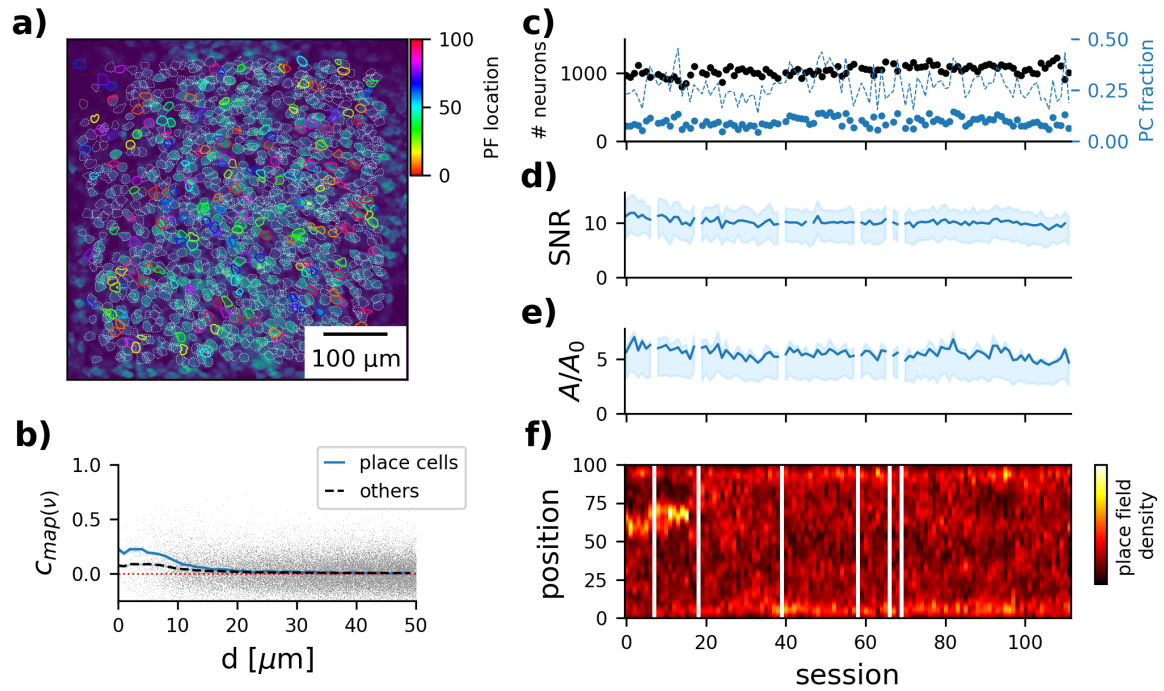 a)
100
50
0
PF location
100 µm
b)
1.0
0.5
0.0
c_map(ν)
place cells
others
0
10
20
30
40
50
d [µm]
c)
# neurons
1000
0
0.50
0.25
0.00
PC fraction
d)
SNR
10
0
e)
A/A₀
5
0
f)
position
100
75
50
25
0
0
20
40
60
80
100
session
place field
density